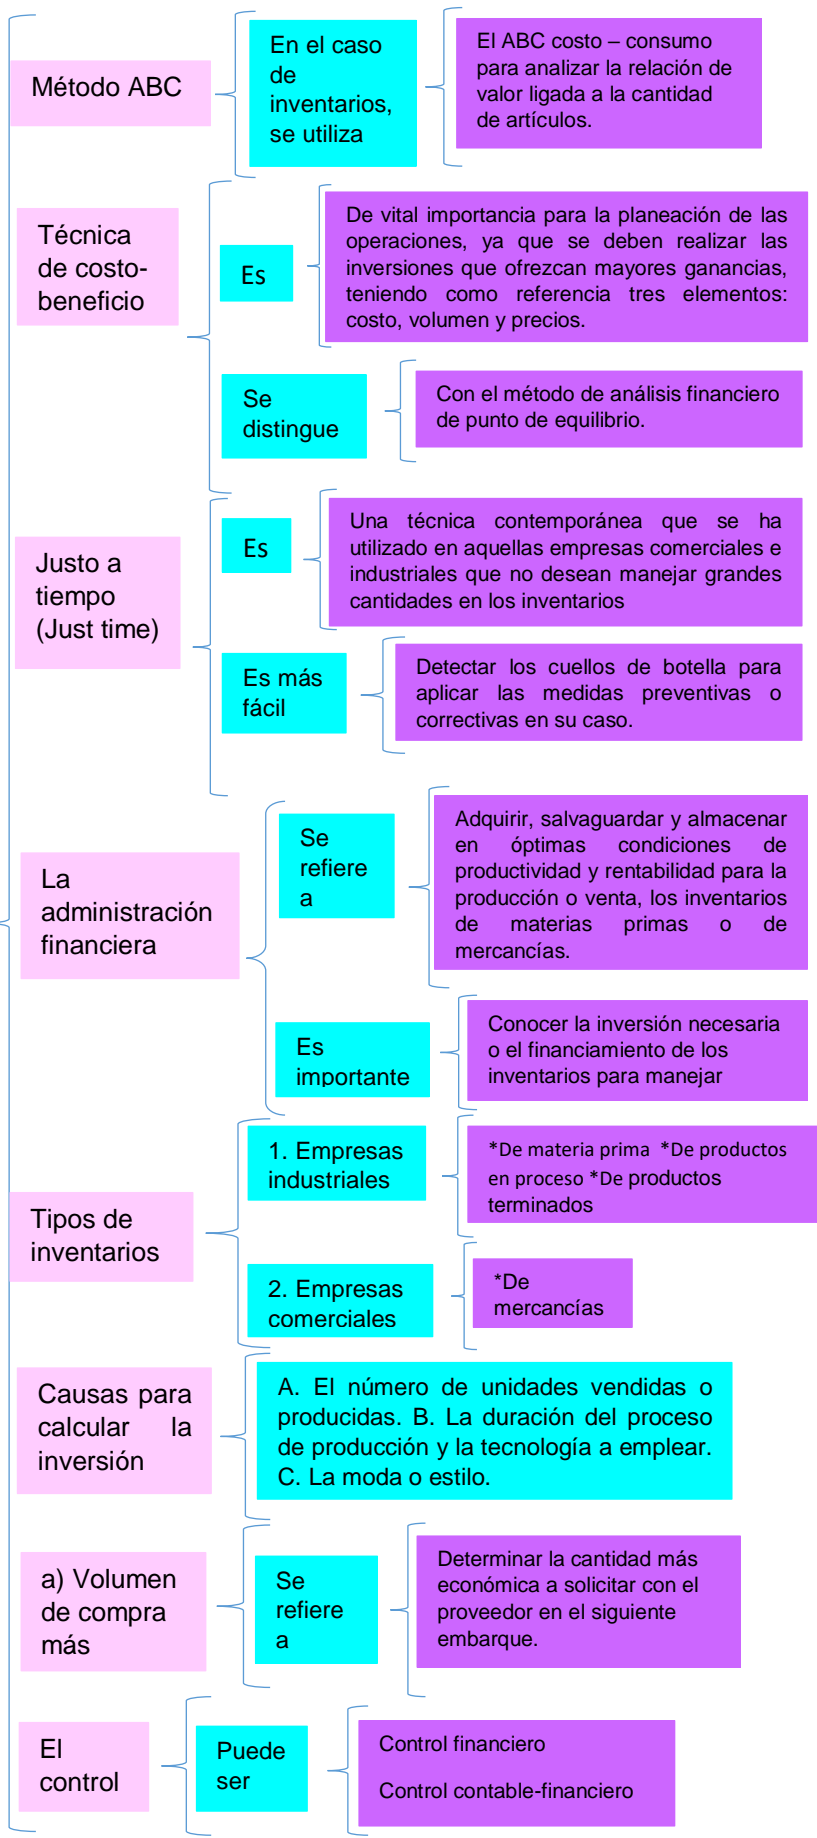 Método ABC
En el caso
de
inventarios,
se utiliza
El ABC costo – consumo
para analizar la relación de
valor ligada a la cantidad
de artículos.
Técnica
de costo-
beneficio
Es
De vital importancia para la planeación de las
operaciones, ya que se deben realizar las
inversiones que ofrezcan mayores ganancias,
teniendo como referencia tres elementos:
costo, volumen y precios.
Se
distingue
Con el método de análisis financiero
de punto de equilibrio.
Justo a
tiempo
(Just time)
Es
Una técnica contemporánea que se ha
utilizado en aquellas empresas comerciales e
industriales que no desean manejar grandes
cantidades en los inventarios
Es más
fácil
Detectar los cuellos de botella para
aplicar las medidas preventivas o
correctivas en su caso.
La
administración
financiera
Se
refiere
a
Adquirir, salvaguardar y almacenar
en óptimas condiciones de
productividad y rentabilidad para la
producción o venta, los inventarios
de materias primas o de
mercancías.
Es
importante
Conocer la inversión necesaria
o el financiamiento de los
inventarios para manejar
Tipos de
inventarios
1. Empresas
industriales
*De materia prima *De productos
en proceso *De productos
terminados
2. Empresas
comerciales
*De
mercancías
Causas para
calcular la
inversión
A. El número de unidades vendidas o
producidas. B. La duración del proceso
de producción y la tecnología a emplear.
C. La moda o estilo.
a) Volumen
de compra
más
Se
refiere
a
Determinar la cantidad más
económica a solicitar con el
proveedor en el siguiente
embarque.
El
control
Puede
ser
Control financiero
Control contable-financiero